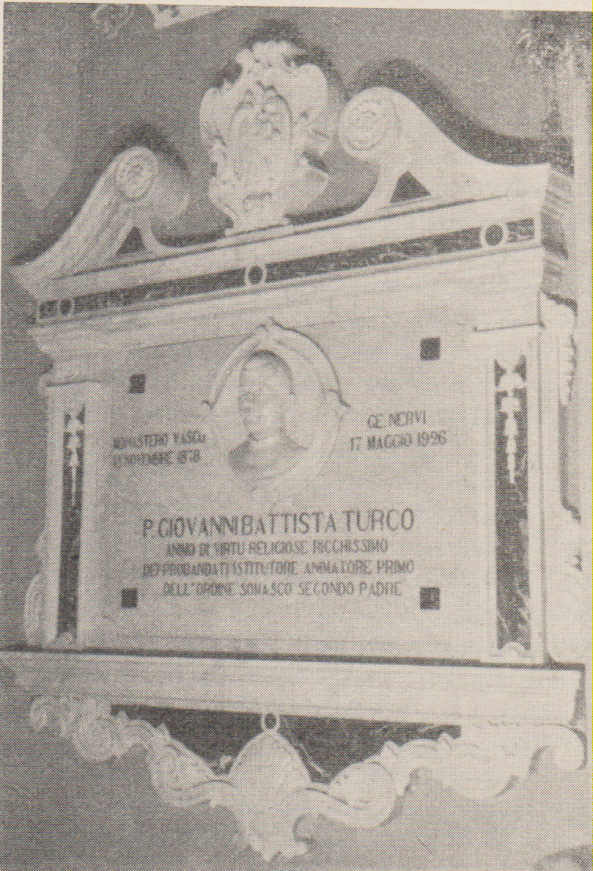 MONASTERO VASCO
NOVEMBRE 1878
GE NERVI
17 MAGGIO 1926
P. GIOVANNI BATTISTA TURCO
ANIMO DI VIRTU RELIGIOSE RICCHISSIMO
DEI PROBANDATI ISTITUTORE ANIMATORE PRIMO
DELL'ORDINE SOMASCO SECONDO PADRE